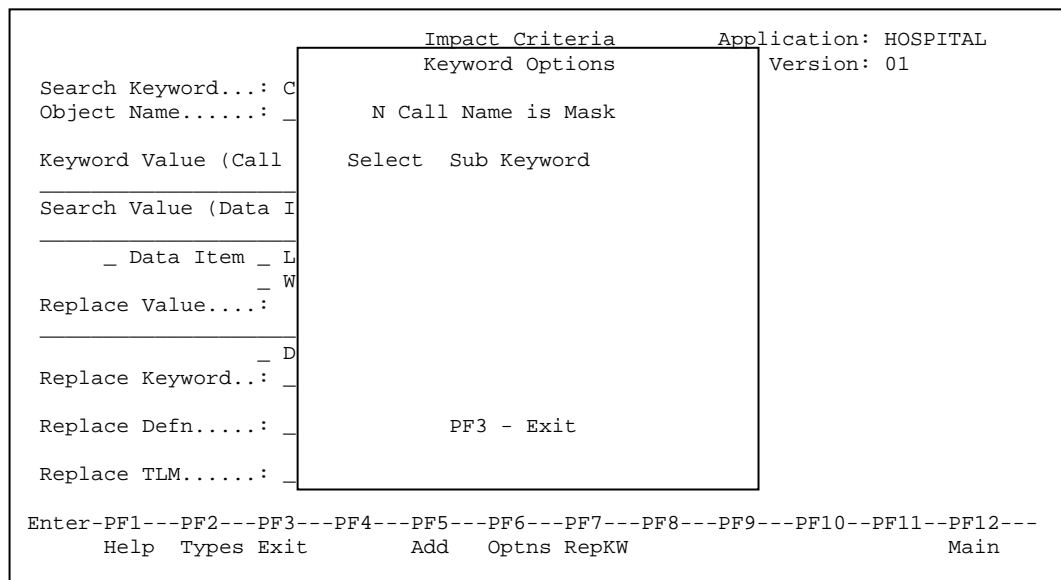 Impact Criteria Application: HOSPITAL
Keyword Options Version: 01
Search Keyword...: C
Object Name......: _ N Call Name is Mask
Keyword Value (Call Select Sub Keyword
____________________
Search Value (Data I
____________________
_ Data Item _ L
_ W
Replace Value....:
____________________
_ D
Replace Keyword..: _
Replace Defn.....: _ PF3 - Exit
Replace TLM......: _
Enter-PF1---PF2---PF3---PF4---PF5---PF6---PF7---PF8---PF9---PF10--PF11--PF12---
Help Types Exit Add Optns RepKW Main